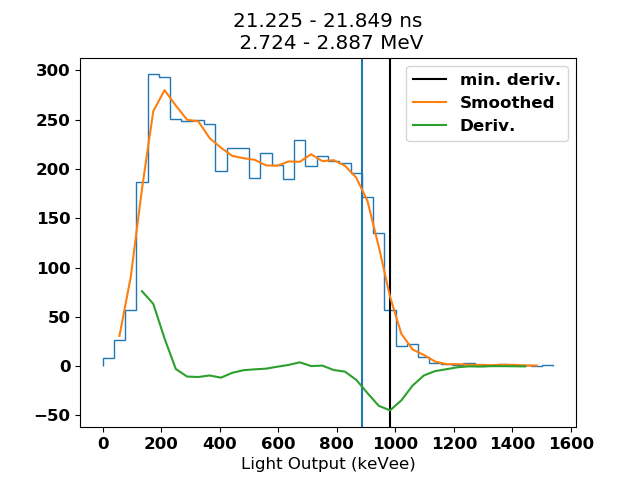 21.225 - 21.849 ns
2.724 - 2.887 MeV
min. deriv.
Smoothed
Deriv.
300
250
200
150
100
50
0
−50
0 200 400 600 800 1000 1200 1400 1600
Light Output (keVee)